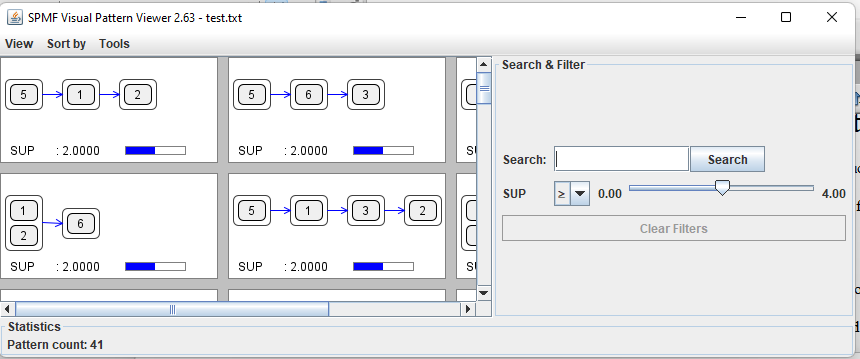 SPMF Visual Pattern Viewer 2.63 - test.txt
View Sort by Tools
5 1 2
SUP : 2.0000
5 6 3
SUP : 2.0000
1
2
6
SUP : 2.0000
5 1 3 2
SUP : 2.0000
Search & Filter
Search: Search
SUP ≥ 0.00 4.00
Clear Filters
Statistics
Pattern count: 41